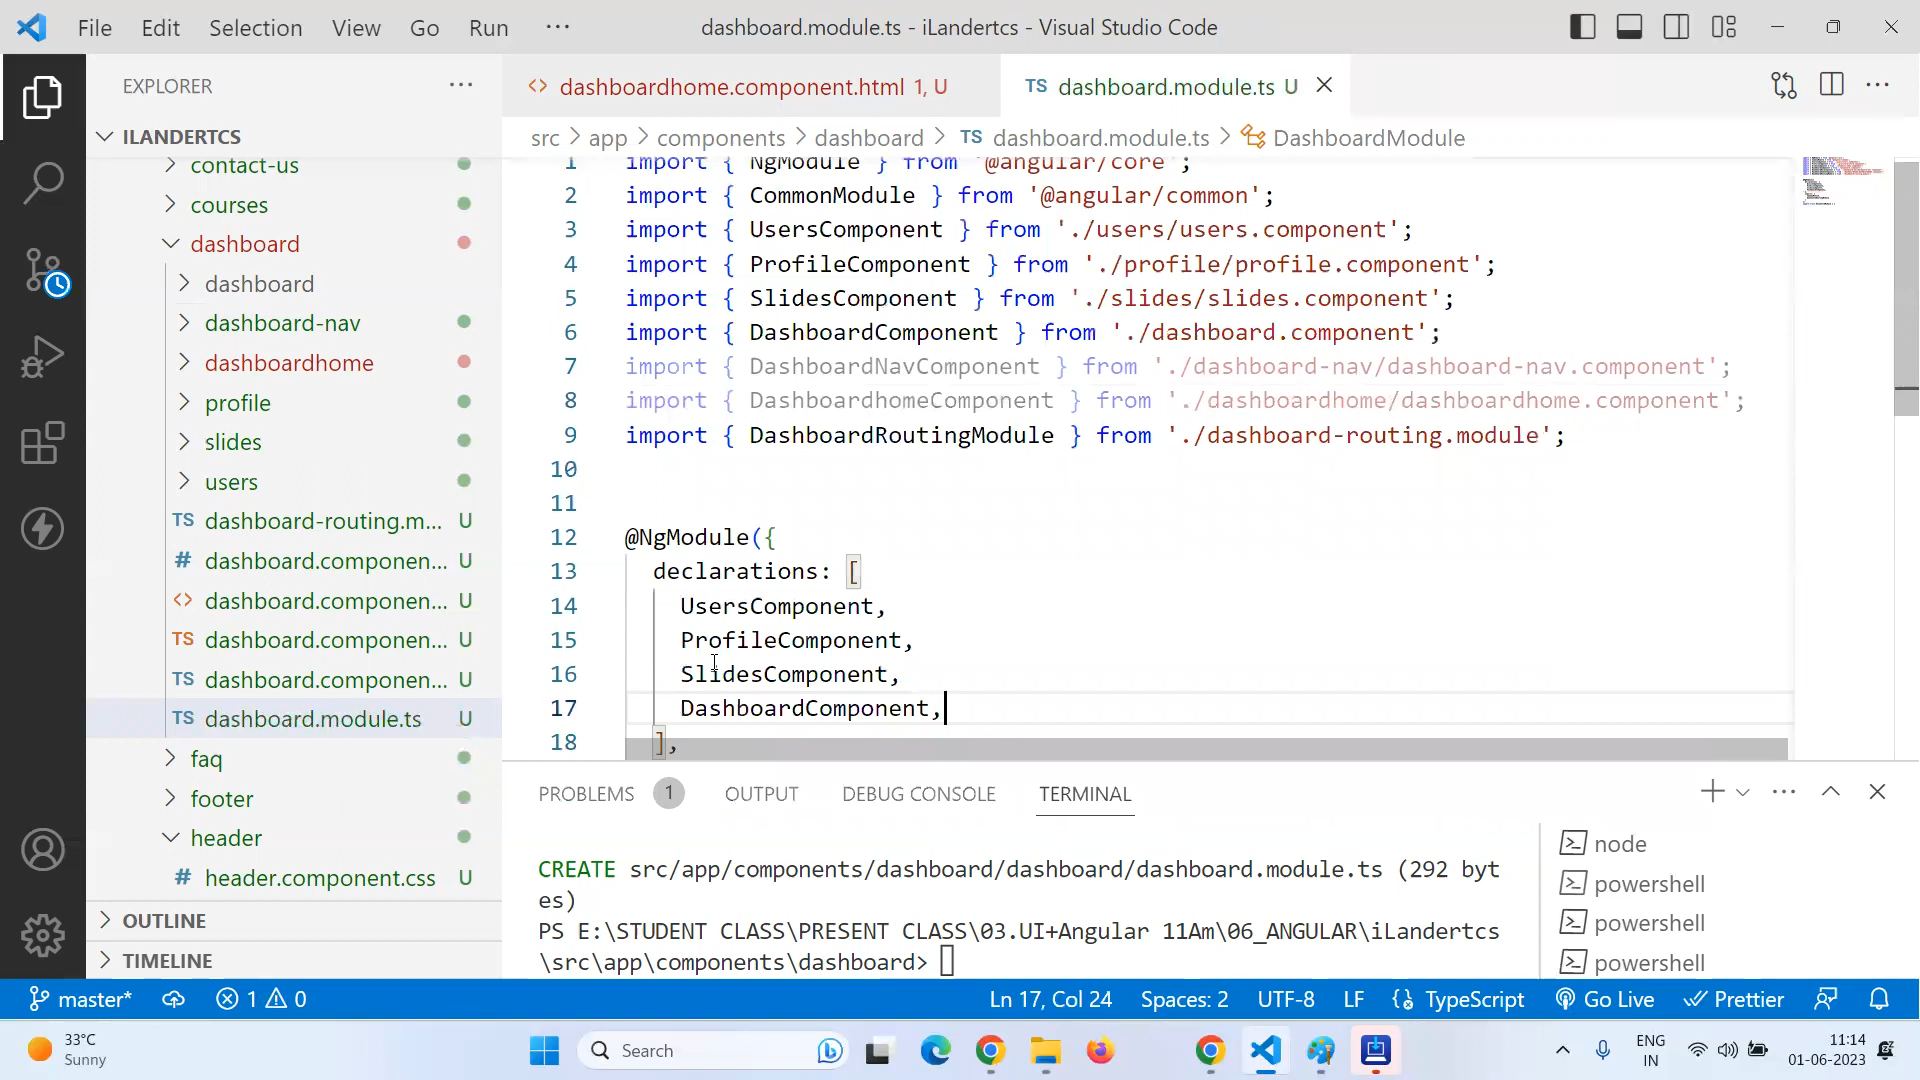 File Edit Selection View Go Run ··· dashboard.module.ts - iLandertcs - Visual Studio Code
EXPLORER ···
ILANDERTCS
contact-us
courses
dashboard
dashboard
dashboard-nav
dashboardhome
profile
slides
users
TS dashboard-routing.m... U
# dashboard.componen... U
<> dashboard.componen... U
TS dashboard.componen... U
TS dashboard.componen... U
TS dashboard.module.ts U
faq
footer
header
# header.component.css U
OUTLINE
TIMELINE
<> dashboardhome.component.html 1, U
TS dashboard.module.ts U
src > app > components > dashboard > TS dashboard.module.ts > DashboardModule
1 import { NgModule } from '@angular/core';
2 import { CommonModule } from '@angular/common';
3 import { UsersComponent } from './users/users.component';
4 import { ProfileComponent } from './profile/profile.component';
5 import { SlidesComponent } from './slides/slides.component';
6 import { DashboardComponent } from './dashboard.component';
7 import { DashboardNavComponent } from './dashboard-nav/dashboard-nav.component';
8 import { DashboardhomeComponent } from './dashboardhome/dashboardhome.component';
9 import { DashboardRoutingModule } from './dashboard-routing.module';
10
11
12 @NgModule({
13 declarations: [
14 UsersComponent,
15 ProfileComponent,
16 SlidesComponent,
17 DashboardComponent,
18 ],
PROBLEMS 1 OUTPUT DEBUG CONSOLE TERMINAL
CREATE src/app/components/dashboard/dashboard/dashboard.module.ts (292 byt
es)
PS E:\STUDENT CLASS\PRESENT CLASS\03.UI+Angular 11Am\06_ANGULAR\iLandertcs
\src\app\components\dashboard>
node
powershell
powershell
powershell
master* 1 0 Ln 17, Col 24 Spaces: 2 UTF-8 LF TypeScript Go Live Prettier
33°C
Sunny
Search
ENG
IN
11:14
01-06-2023